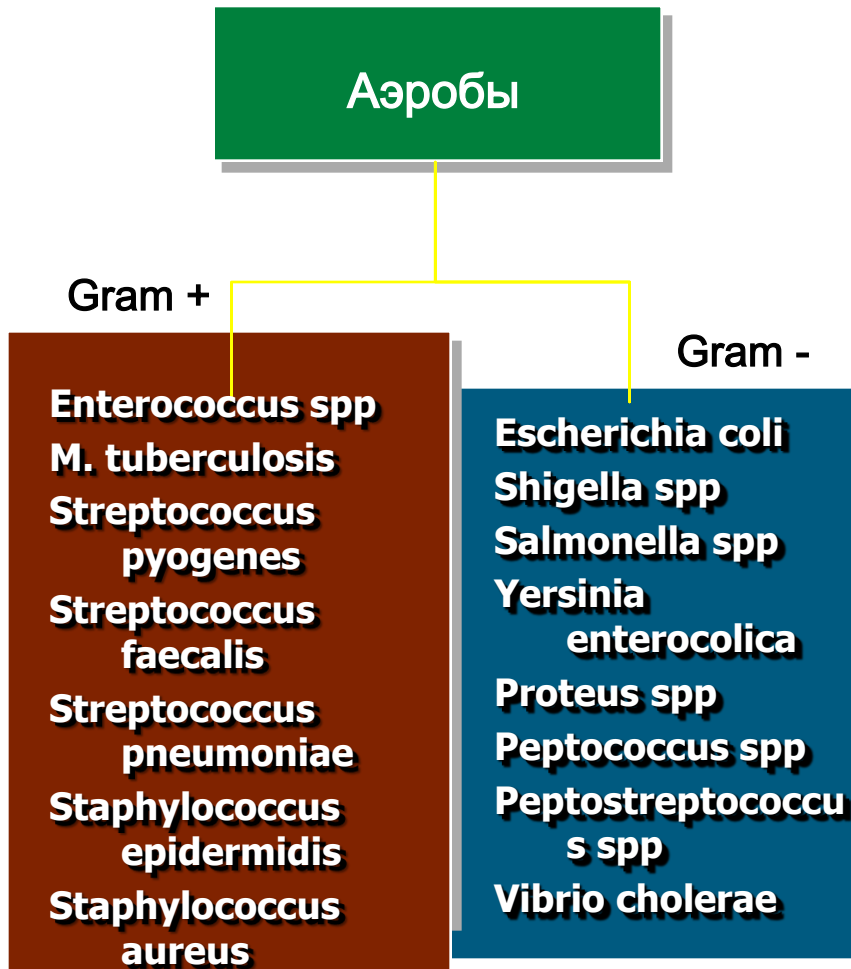 Аэробы
Gram +
Enterococcus spp
M. tuberculosis
Streptococcus
pyogenes
Streptococcus
faecalis
Streptococcus
pneumoniae
Staphylococcus
epidermidis
Staphylococcus
aureus
Gram -
Escherichia coli
Shigella spp
Salmonella spp
Yersinia
enterocolica
Proteus spp
Peptococcus spp
Peptostreptococcu
s spp
Vibrio cholerae